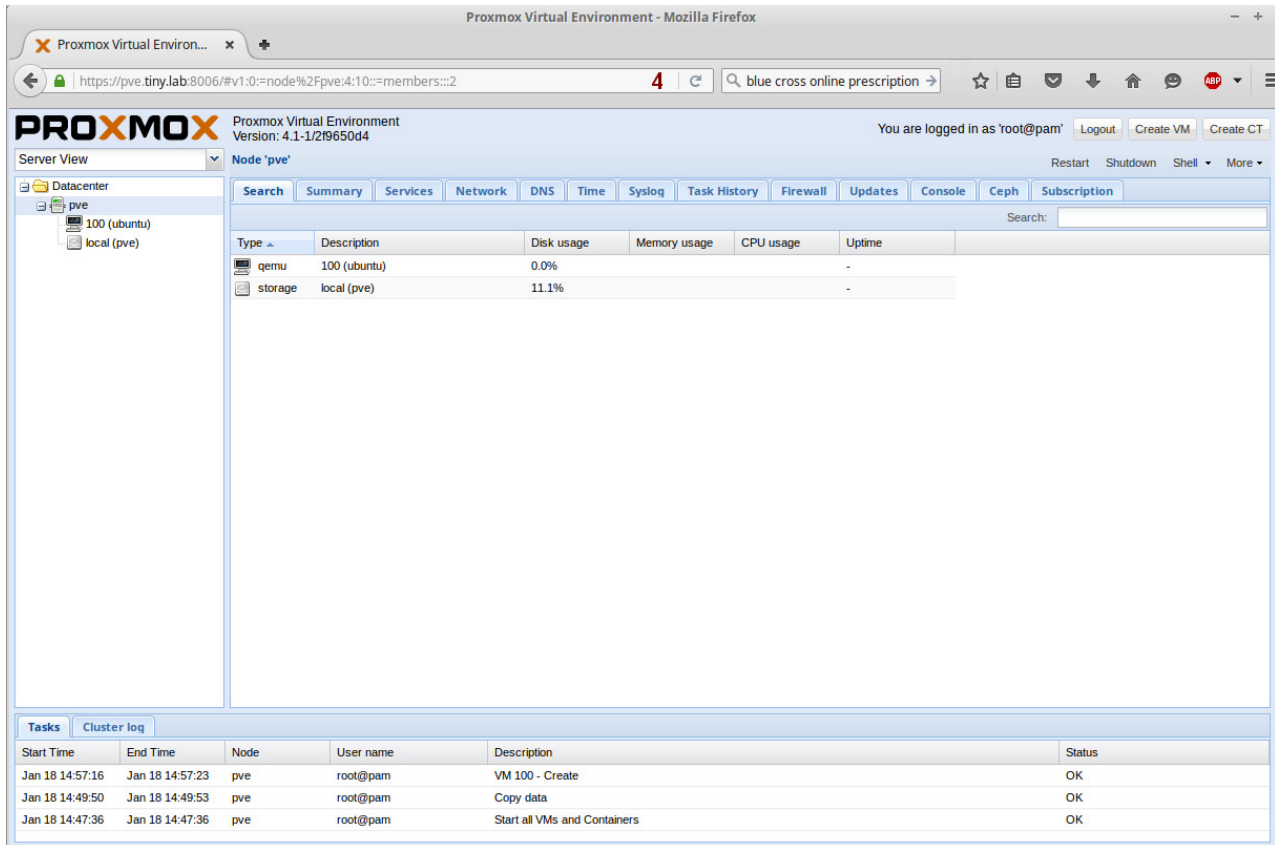 Proxmox Virtual Environment - Mozilla Firefox
Proxmox Virtual Environ...
https://pve.tiny.lab:8006/#v1:0:=node%2Fpve:4:10::=members:::2 4 blue cross online prescription ABP
PROXMOX Proxmox Virtual Environment
Version: 4.1-1/2f9650d4
You are logged in as 'root@pam' Logout Create VM Create CT
Server View Node 'pve' Restart Shutdown Shell More
Datacenter
pve
100 (ubuntu)
local (pve)
Search Summary Services Network DNS Time Syslog Task History Firewall Updates Console Ceph Subscription
Search:
Type Description Disk usage Memory usage CPU usage Uptime
qemu 100 (ubuntu) 0.0% -
storage local (pve) 11.1% -
Tasks Cluster log
Start Time End Time Node User name Description Status
Jan 18 14:57:16 Jan 18 14:57:23 pve root@pam VM 100 - Create OK
Jan 18 14:49:50 Jan 18 14:49:53 pve root@pam Copy data OK
Jan 18 14:47:36 Jan 18 14:47:36 pve root@pam Start all VMs and Containers OK